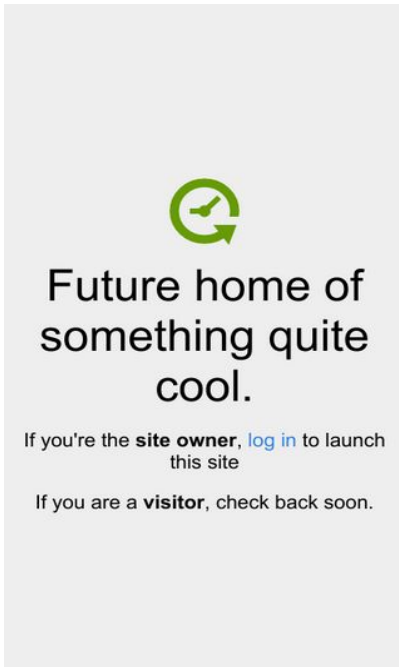 Future home of
something quite
cool.
If you're the site owner, log in to launch
this site
If you are a visitor, check back soon.